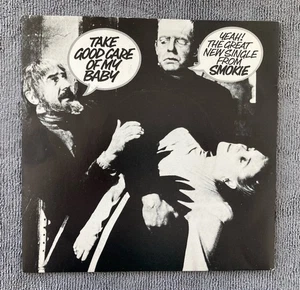 TAKE
GOOD CARE
OF MY
BABY
YEAH!
THE GREAT
NEW SINGLE
FROM
SMOKIE